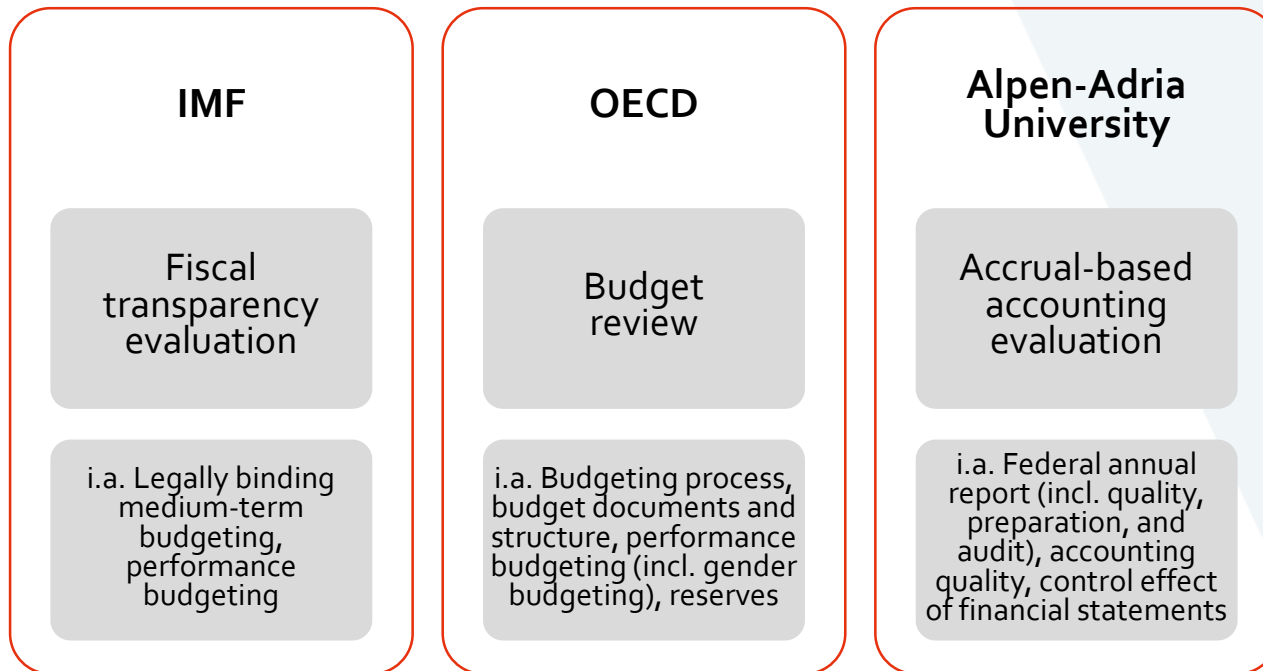 IMF
Fiscal
transparency
evaluation
i.a. Legally binding
medium-term
budgeting,
performance
budgeting
OECD
Budget
review
i.a. Budgeting process,
budget documents and
structure, performance
budgeting (incl. gender
budgeting), reserves
Alpen-Adria
University
Accrual-based
accounting
evaluation
i.a. Federal annual
report (incl. quality,
preparation, and
audit), accounting
quality, control effect
of financial statements